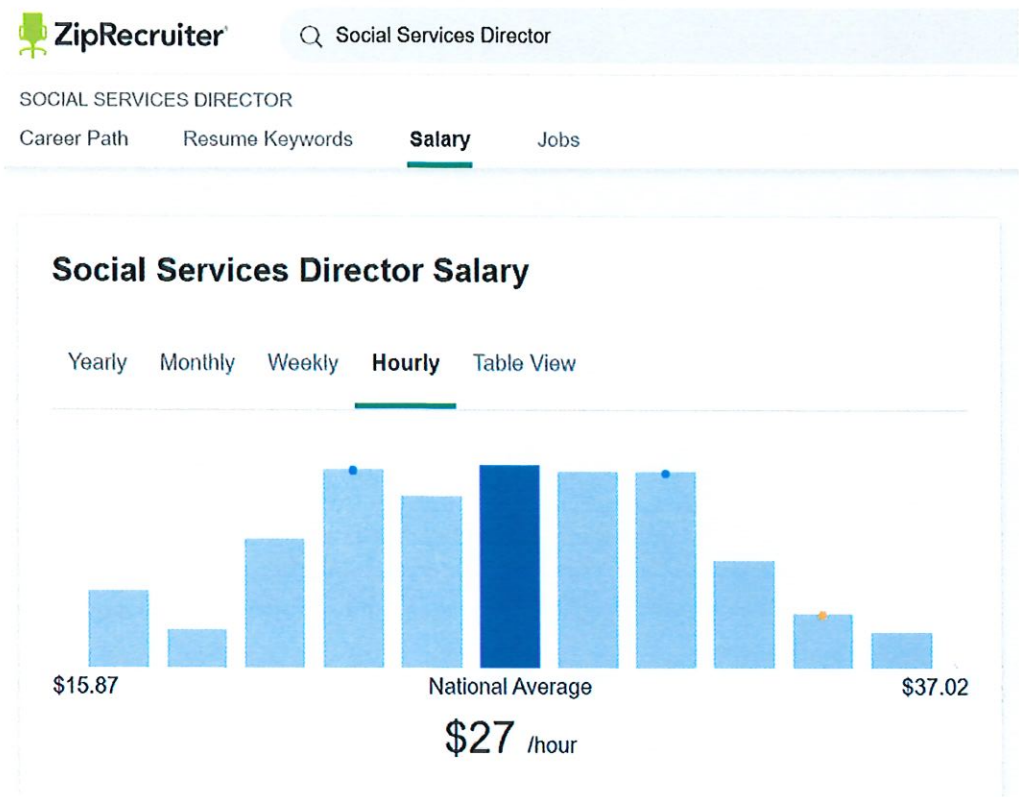 ZipRecruiter
Social Services Director
SOCIAL SERVICES DIRECTOR
Career Path Resume Keywords Salary Jobs
Social Services Director Salary
Yearly Monthly Weekly Hourly Table View
$15.87 National Average $37.02
$27 /hour